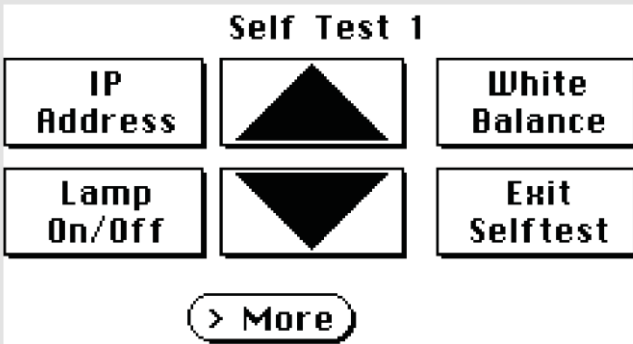 Self Test 1
IP
Address
White
Balance
Lamp
On/Off
Exit
Selftest
> More